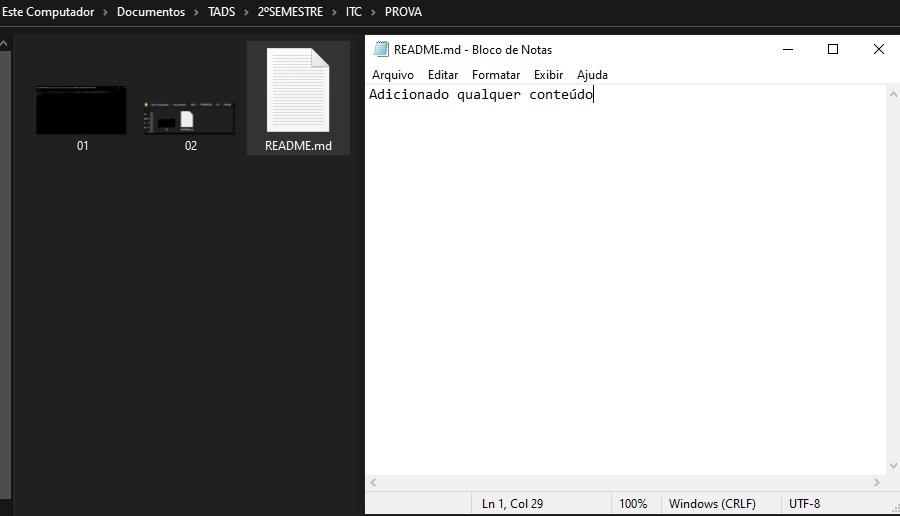 Este Computador > Documentos > TADS > 2ºSEMESTRE > ITC > PROVA
01
02
README.md
README.md - Bloco de Notas
Arquivo Editar Formatar Exibir Ajuda
Adicionado qualquer conteúdo
Ln 1, Col 29 100% Windows (CRLF) UTF-8